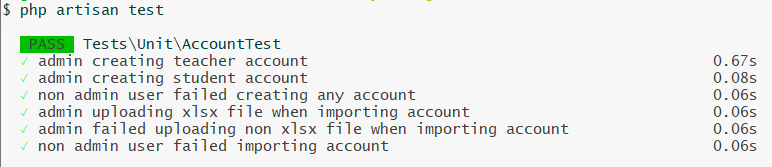 $ php artisan test
PASS Tests\Unit\AccountTest
✓ admin creating teacher account 0.67s
✓ admin creating student account 0.08s
✓ non admin user failed creating any account 0.06s
✓ admin uploading xlsx file when importing account 0.06s
✓ admin failed uploading non xlsx file when importing account 0.06s
✓ non admin user failed importing account 0.06s